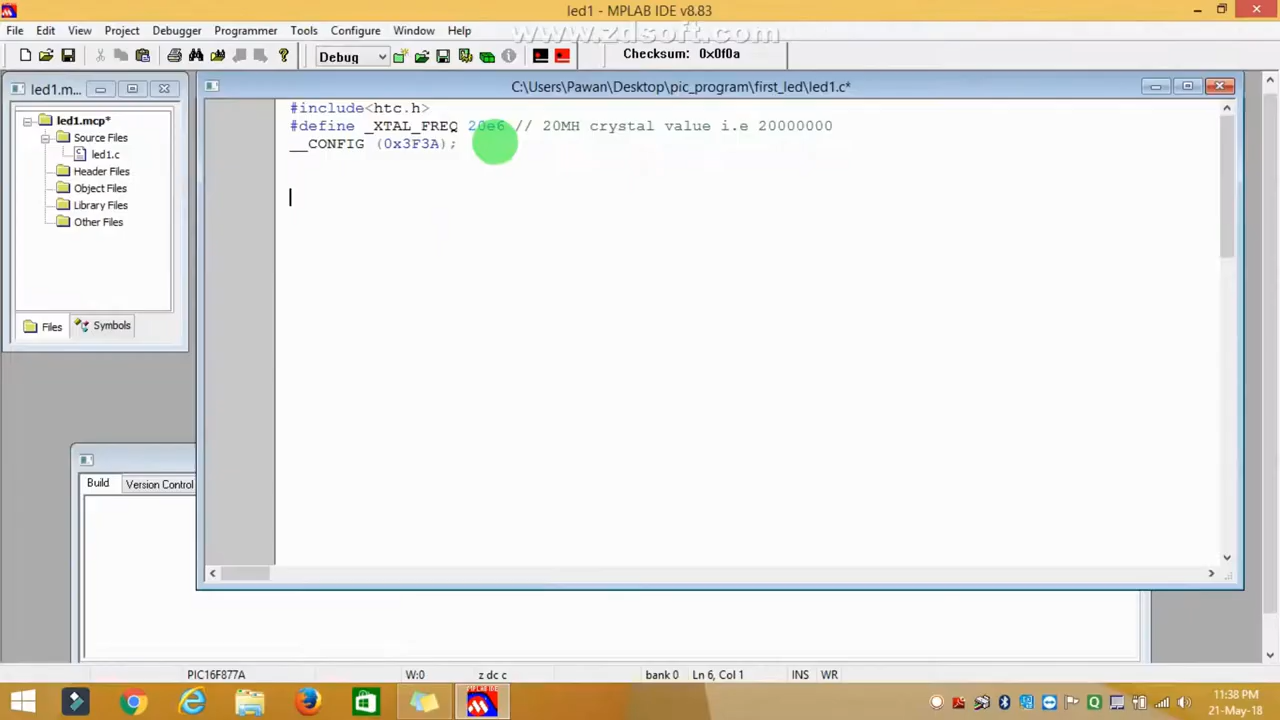 led1 - MPLAB IDE v8.83
File Edit View Project Debugger Programmer Tools Configure Window Help
www.zdsoft.com
Debug
Checksum: 0x0f0a
led1.m...
C:\Users\Pawan\Desktop\pic_program\first_led\led1.c*
led1.mcp*
Source Files
led1.c
Header Files
Object Files
Library Files
Other Files
Files Symbols
#include<htc.h>
#define _XTAL_FREQ 20e6 // 20MH crystal value i.e 20000000
__CONFIG (0x3F3A);
Build Version Control
PIC16F877A W:0 z dc c bank 0 Ln 6, Col 1 INS WR
11:38 PM
21-May-18